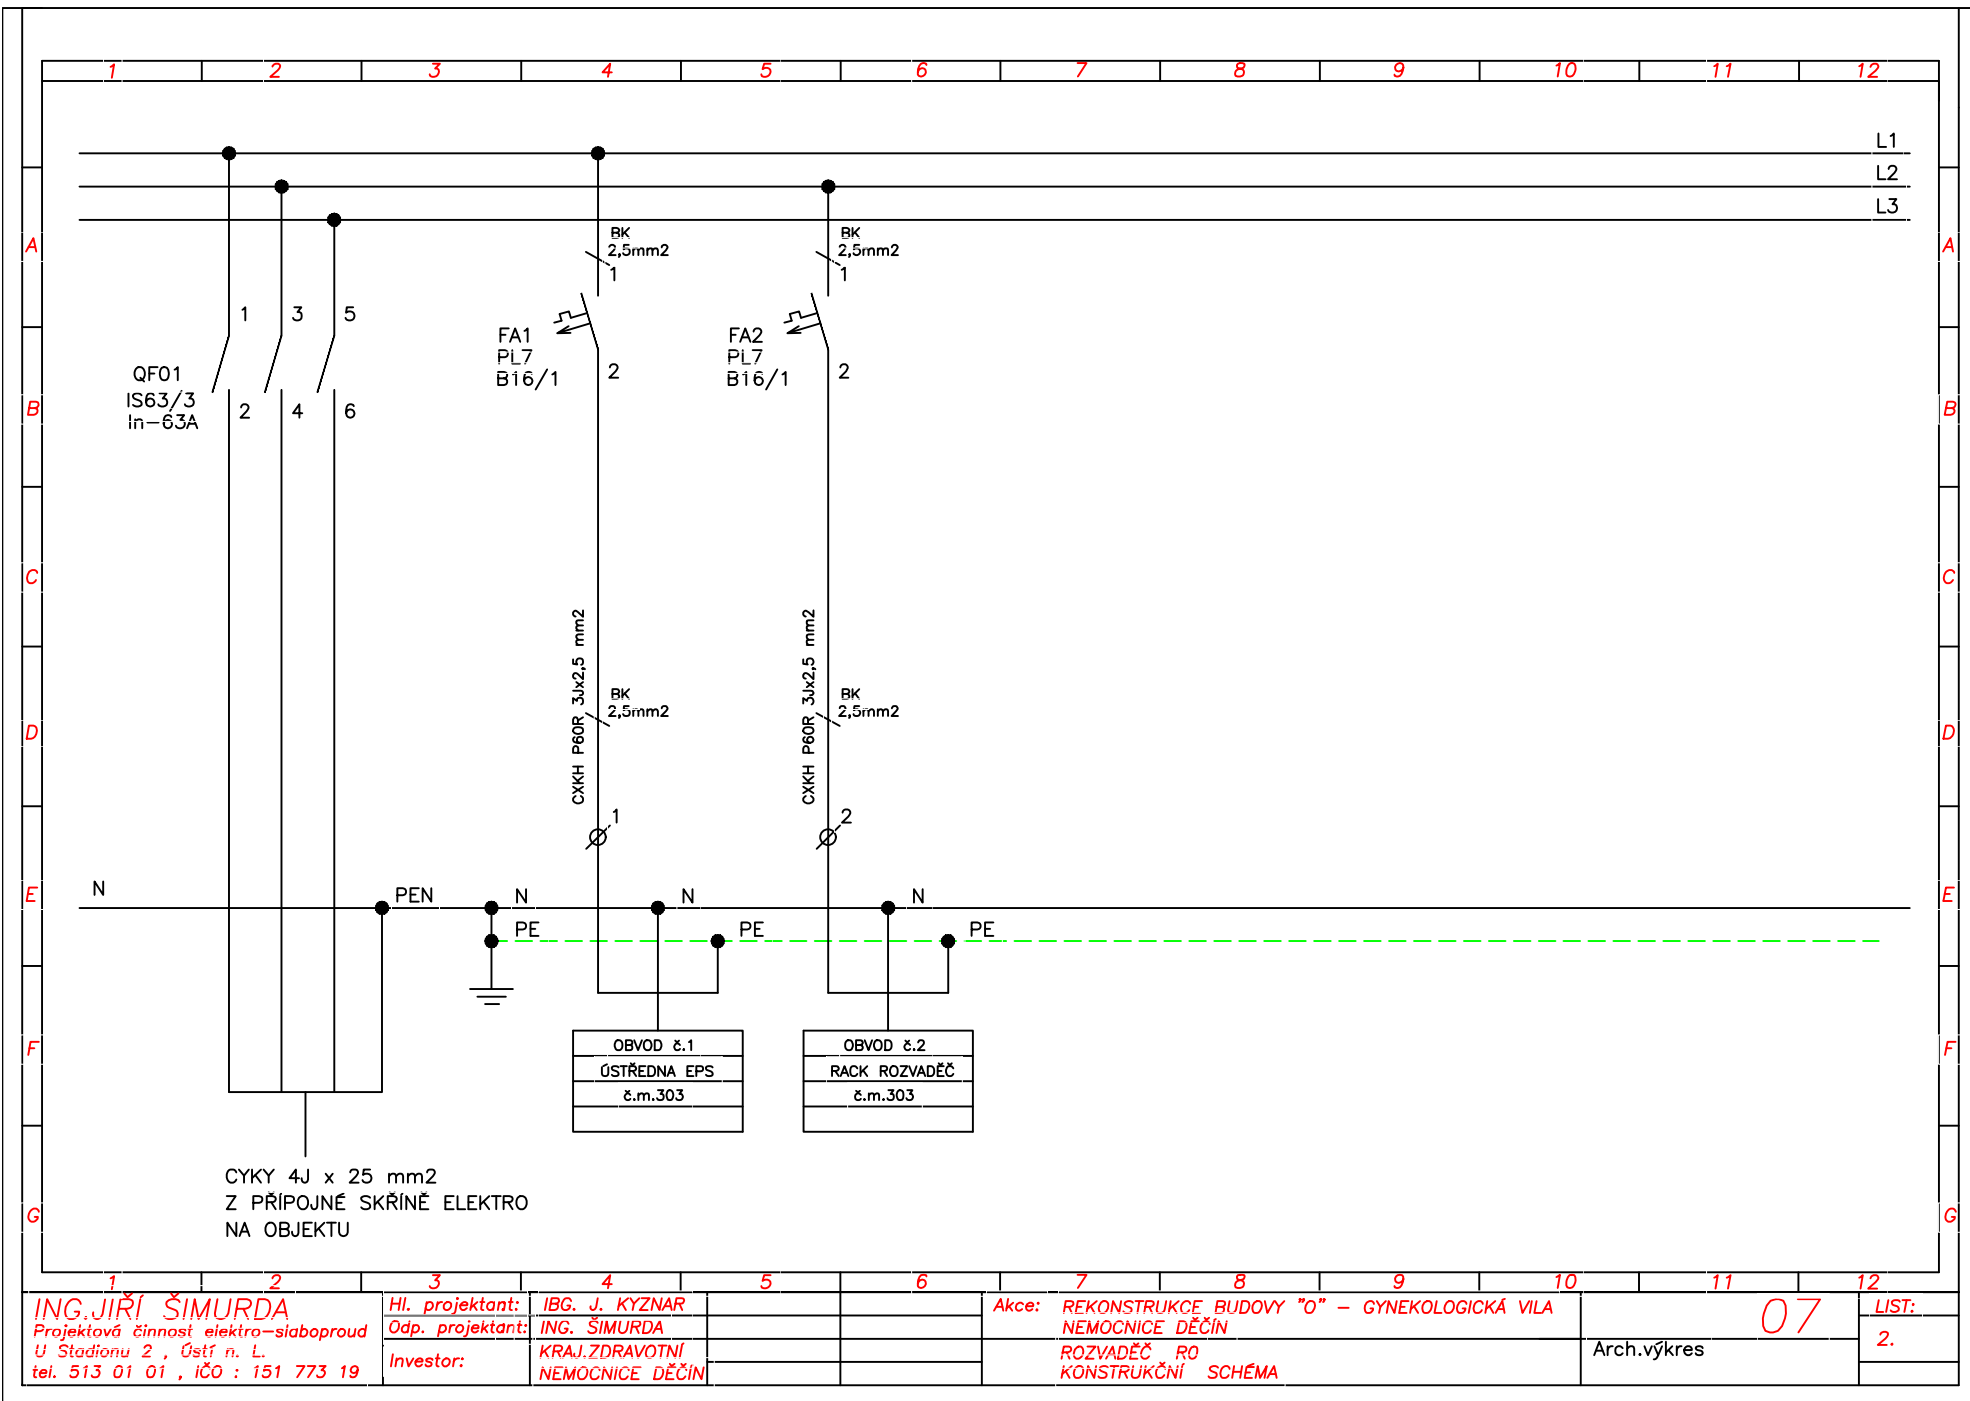 1 2 3 4 5 6 7 8 9 10 11 12
L1
L2
L3
A A
BK
2,5mm2
1
BK
2,5mm2
1
1 3 5
FA1
PL7
B16/1
2
FA2
PL7
B16/1
2
QF01
IS63/3
In-63A
2 4 6
B B
C C
CXKH P60R 3Jx2,5 mm2
BK
2,5mm2
CXKH P60R 3Jx2,5 mm2
BK
2,5mm2
D D
1
2
E E
N PEN N N N
PE PE PE
F F
OBVOD č.1
ÚSTŘEDNA EPS
č.m.303
OBVOD č.2
RACK ROZVADĚČ
č.m.303
CYKY 4J x 25 mm2
Z PŘÍPOJNÉ SKŘÍNĚ ELEKTRO
NA OBJEKTU
G G
1 2 3 4 5 6 7 8 9 10 11 12
ING.JIŘÍ ŠIMURDA
Projektová činnost elektro-slaboproud
U Stadionu 2 , Ústí n. L.
tel. 513 01 01 , IČO : 151 773 19
Hl. projektant: IBG. J. KYZNAR
Odp. projektant: ING. ŠIMURDA
Investor: KRAJ.ZDRAVOTNÍ
NEMOCNICE DĚČÍN
Akce: REKONSTRUKCE BUDOVY "O" - GYNEKOLOGICKÁ VILA
NEMOCNICE DĚČÍN
ROZVADĚČ RO
KONSTRUKČNÍ SCHÉMA
07
Arch.výkres
LIST:
2.